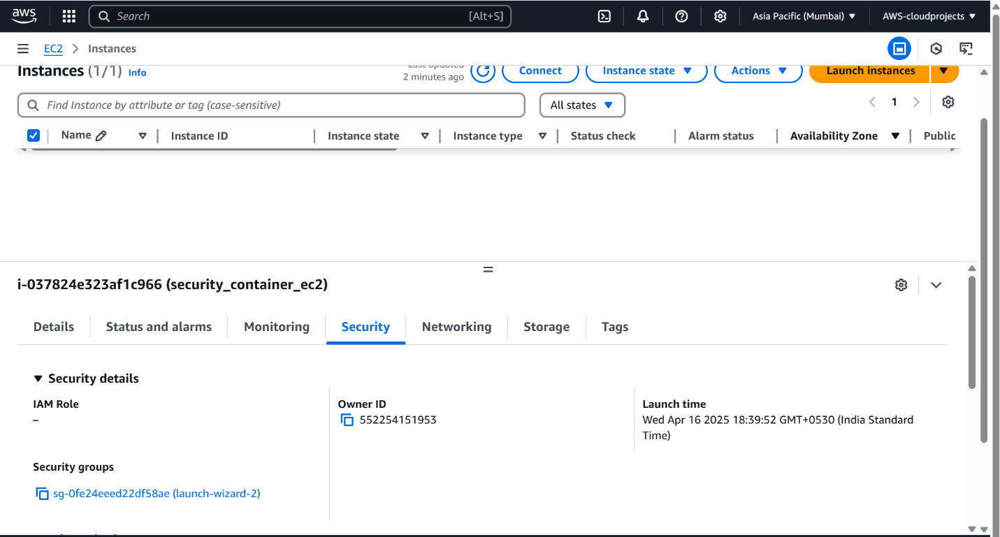 aws
Search [Alt+S]
Asia Pacific (Mumbai)
AWS-cloudprojects
EC2 Instances
Instances (1/1) Info
Last updated
2 minutes ago
Connect
Instance state
Actions
Launch instances
Find Instance by attribute or tag (case-sensitive)
All states
1
Name Instance ID Instance state Instance type Status check Alarm status Availability Zone Public
i-037824e323af1c966 (security_container_ec2)
Details Status and alarms Monitoring Security Networking Storage Tags
Security details
IAM Role
–
Owner ID
552254151953
Launch time
Wed Apr 16 2025 18:39:52 GMT+0530 (India Standard
Time)
Security groups
sg-0fe24eeed22df58ae (launch-wizard-2)